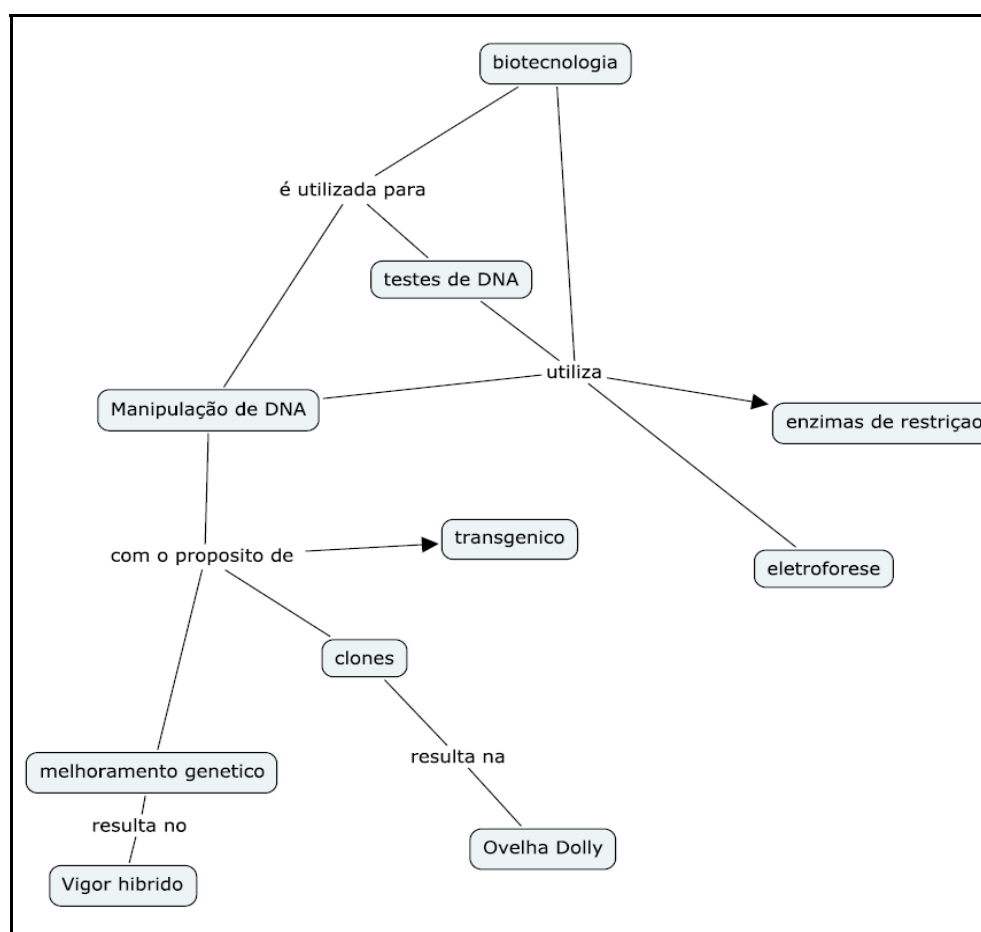 biotecnologia
é utilizada para
testes de DNA
utiliza
Manipulação de DNA
enzimas de restriçao
transgenico
com o proposito de
eletroforese
clones
resulta na
melhoramento genetico
resulta no
Ovelha Dolly
Vigor hibrido